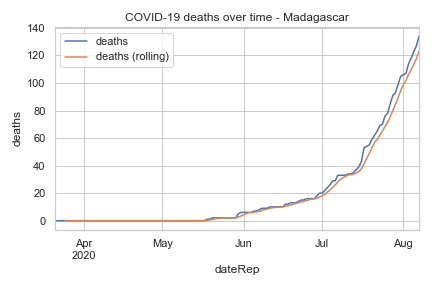 COVID-19 deaths over time - Madagascar
deaths
deaths (rolling)
140
120
100
80
60
40
20
0
deaths
Apr
2020
May
Jun
Jul
Aug
dateRep